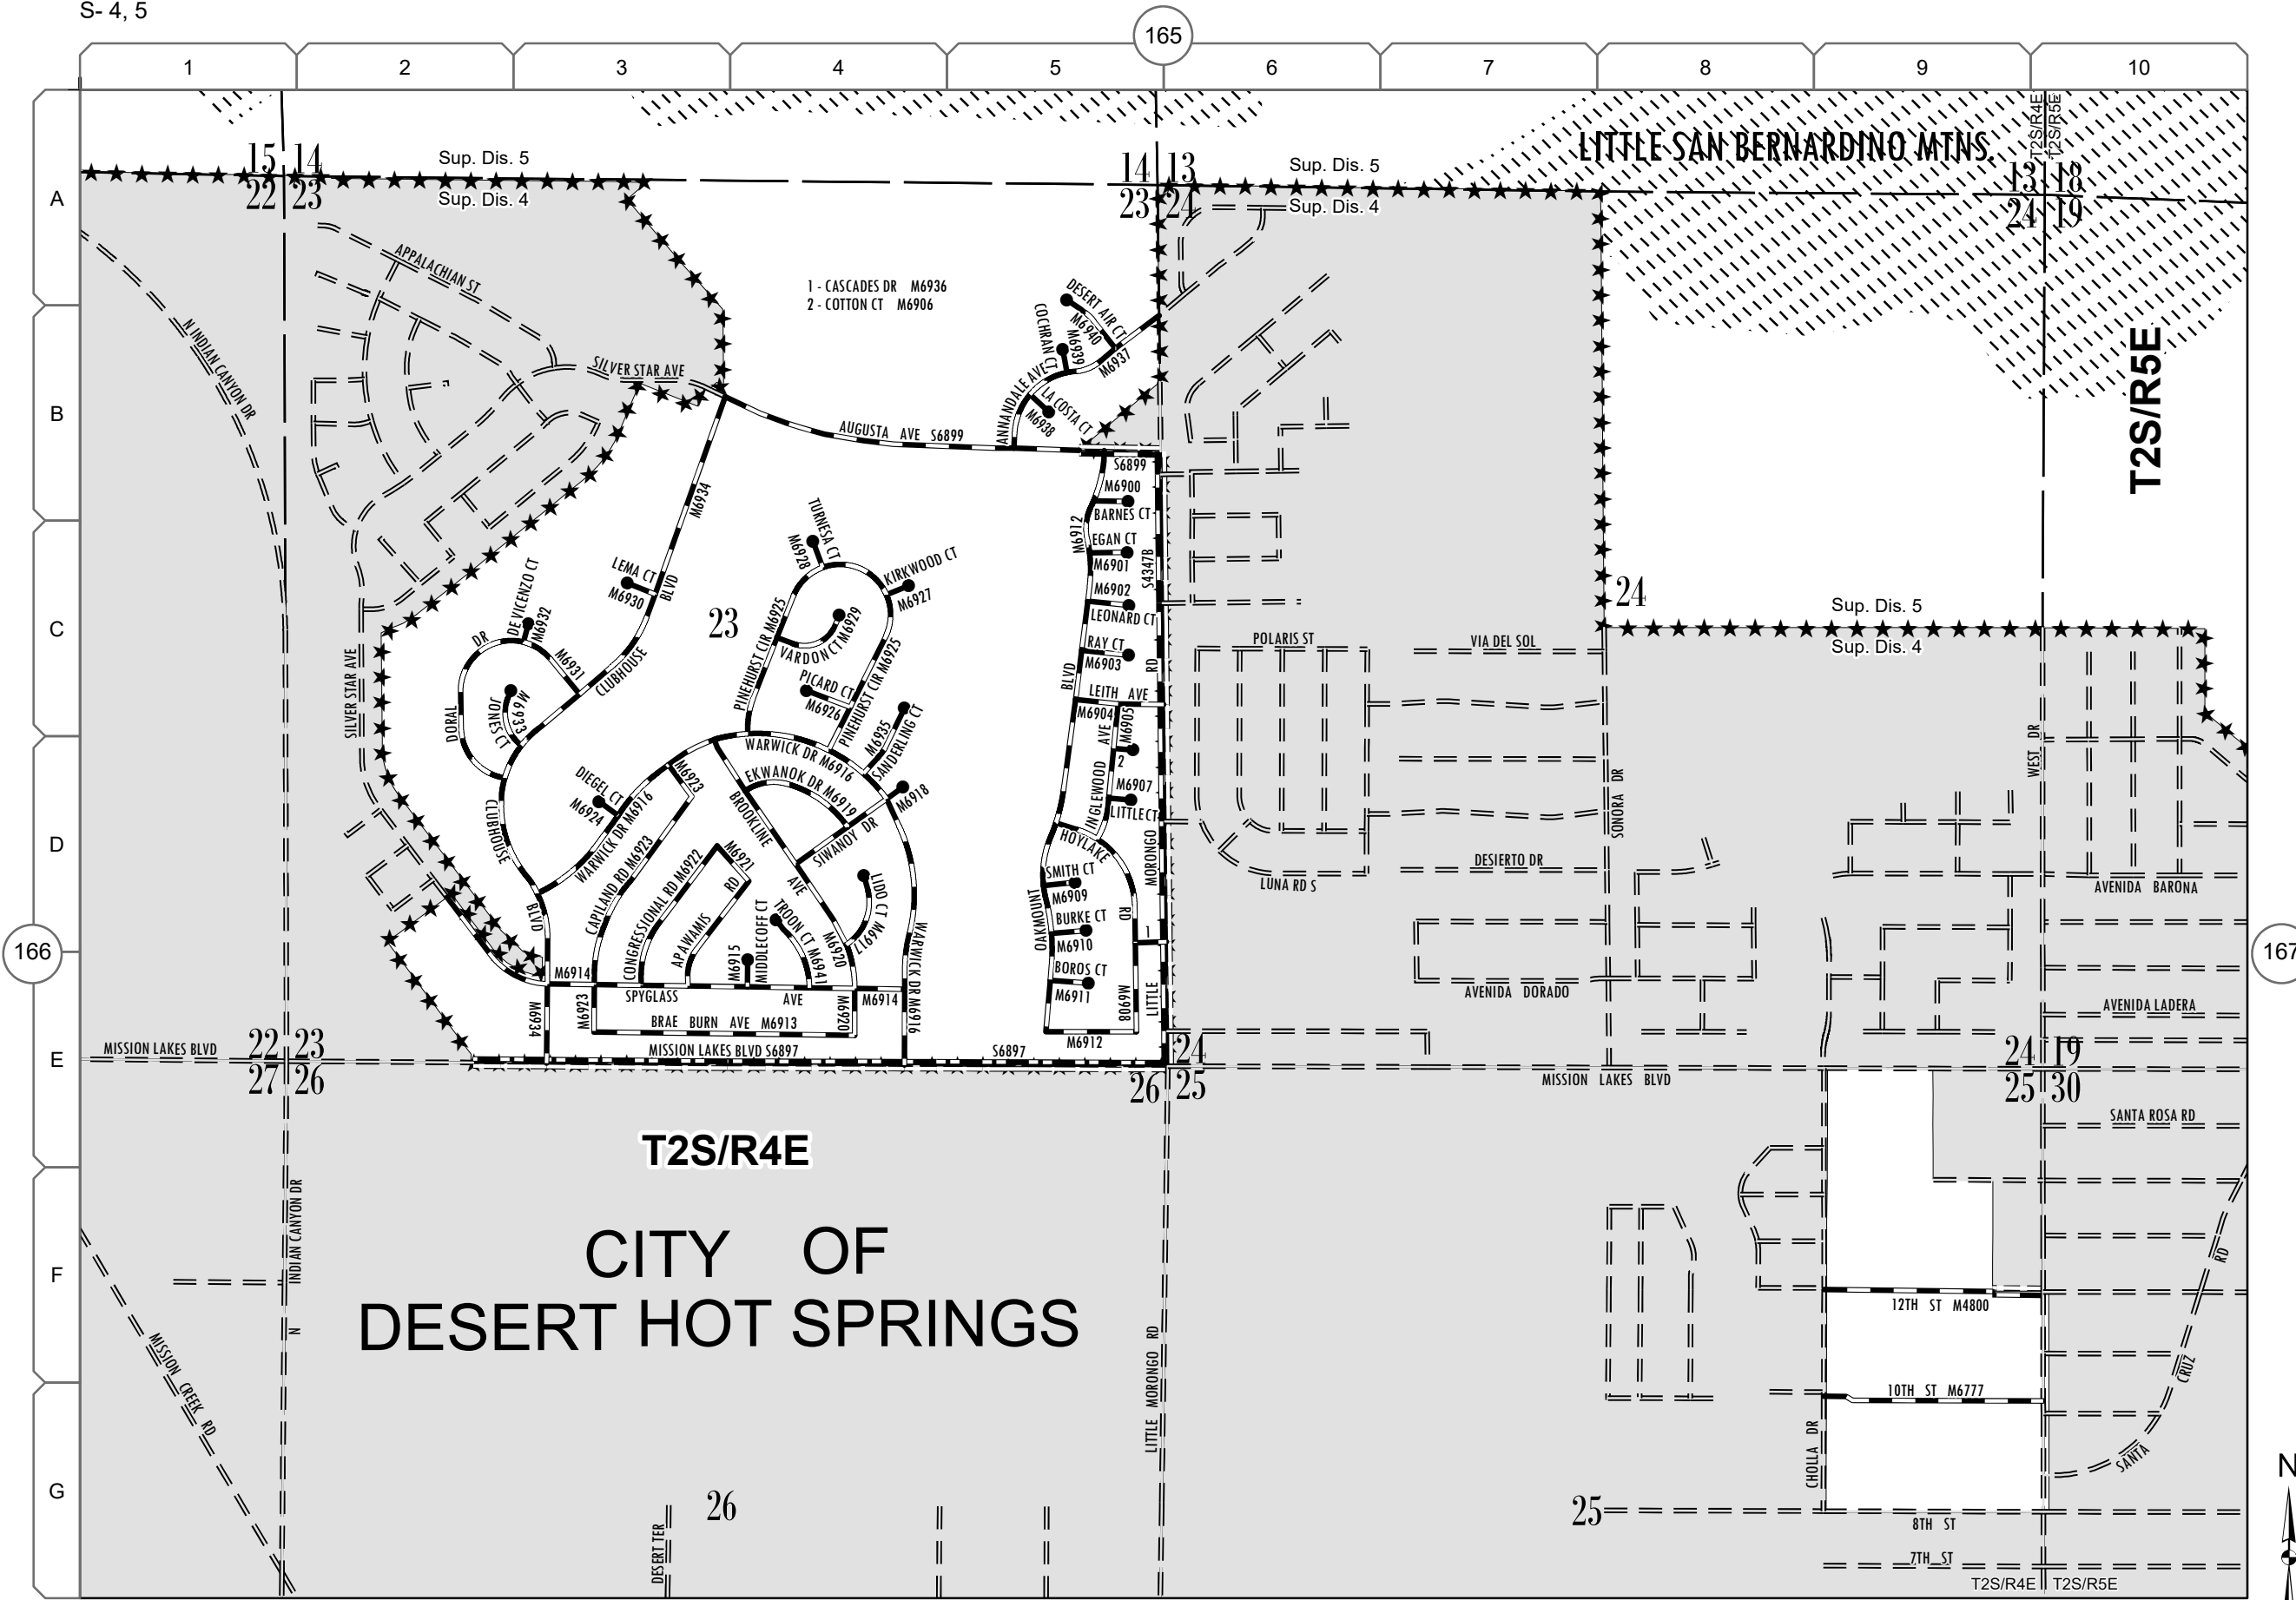 S- 4, 5
165
1 2 3 4 5 6 7 8 9 10
A
B
C
D
E
F
G
166
167
N
LITTLE SAN BERNARDINO MTNS.
T2S/R4E
T2S/R5E
Sup. Dis. 5
Sup. Dis. 4
Sup. Dis. 5
Sup. Dis. 4
15 14
22 23
14 13
23 24
13 18
24 19
1 - CASCADES DR M6936
2 - COTTON CT M6906
APPALACHIAN ST
N INDIAN CANYON DR
SILVER STAR AVE
DESERT AIR CT
M6940
COCHRAN CT
M6939
M6937
ANNANDALE AVE
LA COSTA CT
M6938
AUGUSTA AVE S6899
S6899
T2S/R5E
M6934
M6900
BARNES CT
M6912
EGAN CT
M6901
S4347B
M6902
LEONARD CT
RAY CT
M6903
RD
BLVD
LEITH AVE
M6904
M6905
AVE
2
M6907
LITTLE CT
INGLEWOOD
HOYLAKE
MORONGO
TURNESA CT
M6928
KIRKWOOD CT
M6927
LEMA CT
M6930
BLVD
23
DE VICENZO CT
M6932
DR
M6931
CLUBHOUSE
M6933
JONES CT
DORAL
SILVER STAR AVE
PINEHURST CIR M6925
VARDON CT M6929
PICARD CT
M6926
PINEHURST CIR M6925
M6935
SANDERLING CT
WARWICK DR M6916
EKWANOK DR M6919
M6918
SIWANOY DR
BROOKLINE
AVE
M6920
M6923
DIEGEL CT
M6924
WARWICK DR M6916
CLUBHOUSE
BLVD
CAPILAND RD M6923
CONGRESSIONAL RD M6922
M6921
RD
APAWAMIS
M6915
MIDDLECOFF CT
TROON CT M6941
LIDO CT
M6917
WARWICK DR M6916
SMITH CT
M6909
OAKMOUNT
BURKE CT
M6910
BOROS CT
M6911
RD
1
M6908
LITTLE
M6912
M6914
SPYGLASS AVE
M6914
M6923
M6920
BRAE BURN AVE M6913
M6934
MISSION LAKES BLVD S6897
S6897
MISSION LAKES BLVD
22 23
27 26
24
26 25
24
Sup. Dis. 5
Sup. Dis. 4
POLARIS ST
VIA DEL SOL
SONORA DR
WEST DR
DESIERTO DR
LUNA RD S
AVENIDA BARONA
AVENIDA DORADO
AVENIDA LADERA
24 19
25 30
MISSION LAKES BLVD
SANTA ROSA RD
T2S/R4E
CITY OF
DESERT HOT SPRINGS
INDIAN CANYON DR
N
MISSION CREEK RD
LITTLE MORONGO RD
12TH ST M4800
10TH ST M6777
CHOLLA DR
SANTA CRUZ RD
26
25
DESERT TER
8TH ST
7TH ST
T2S/R4E T2S/R5E